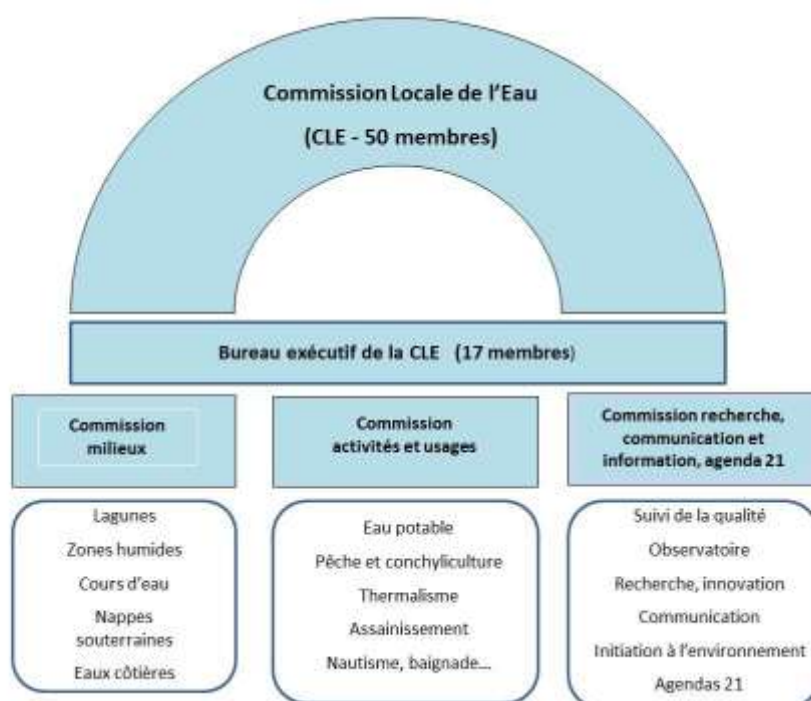 Commission Locale de l'Eau
(CLE - 50 membres)
Bureau exécutif de la CLE (17 membres)
Commission
milieux
Commission
activités et usages
Commission recherche,
communication et
information, agenda 21
Lagunes
Zones humides
Cours d'eau
Nappes
souterraines
Eaux côtières
Eau potable
Pêche et conchyliculture
Thermalisme
Assainissement
Nautisme, baignade...
Suivi de la qualité
Observatoire
Recherche, innovation
Communication
Initiation à l'environnement
Agendas 21